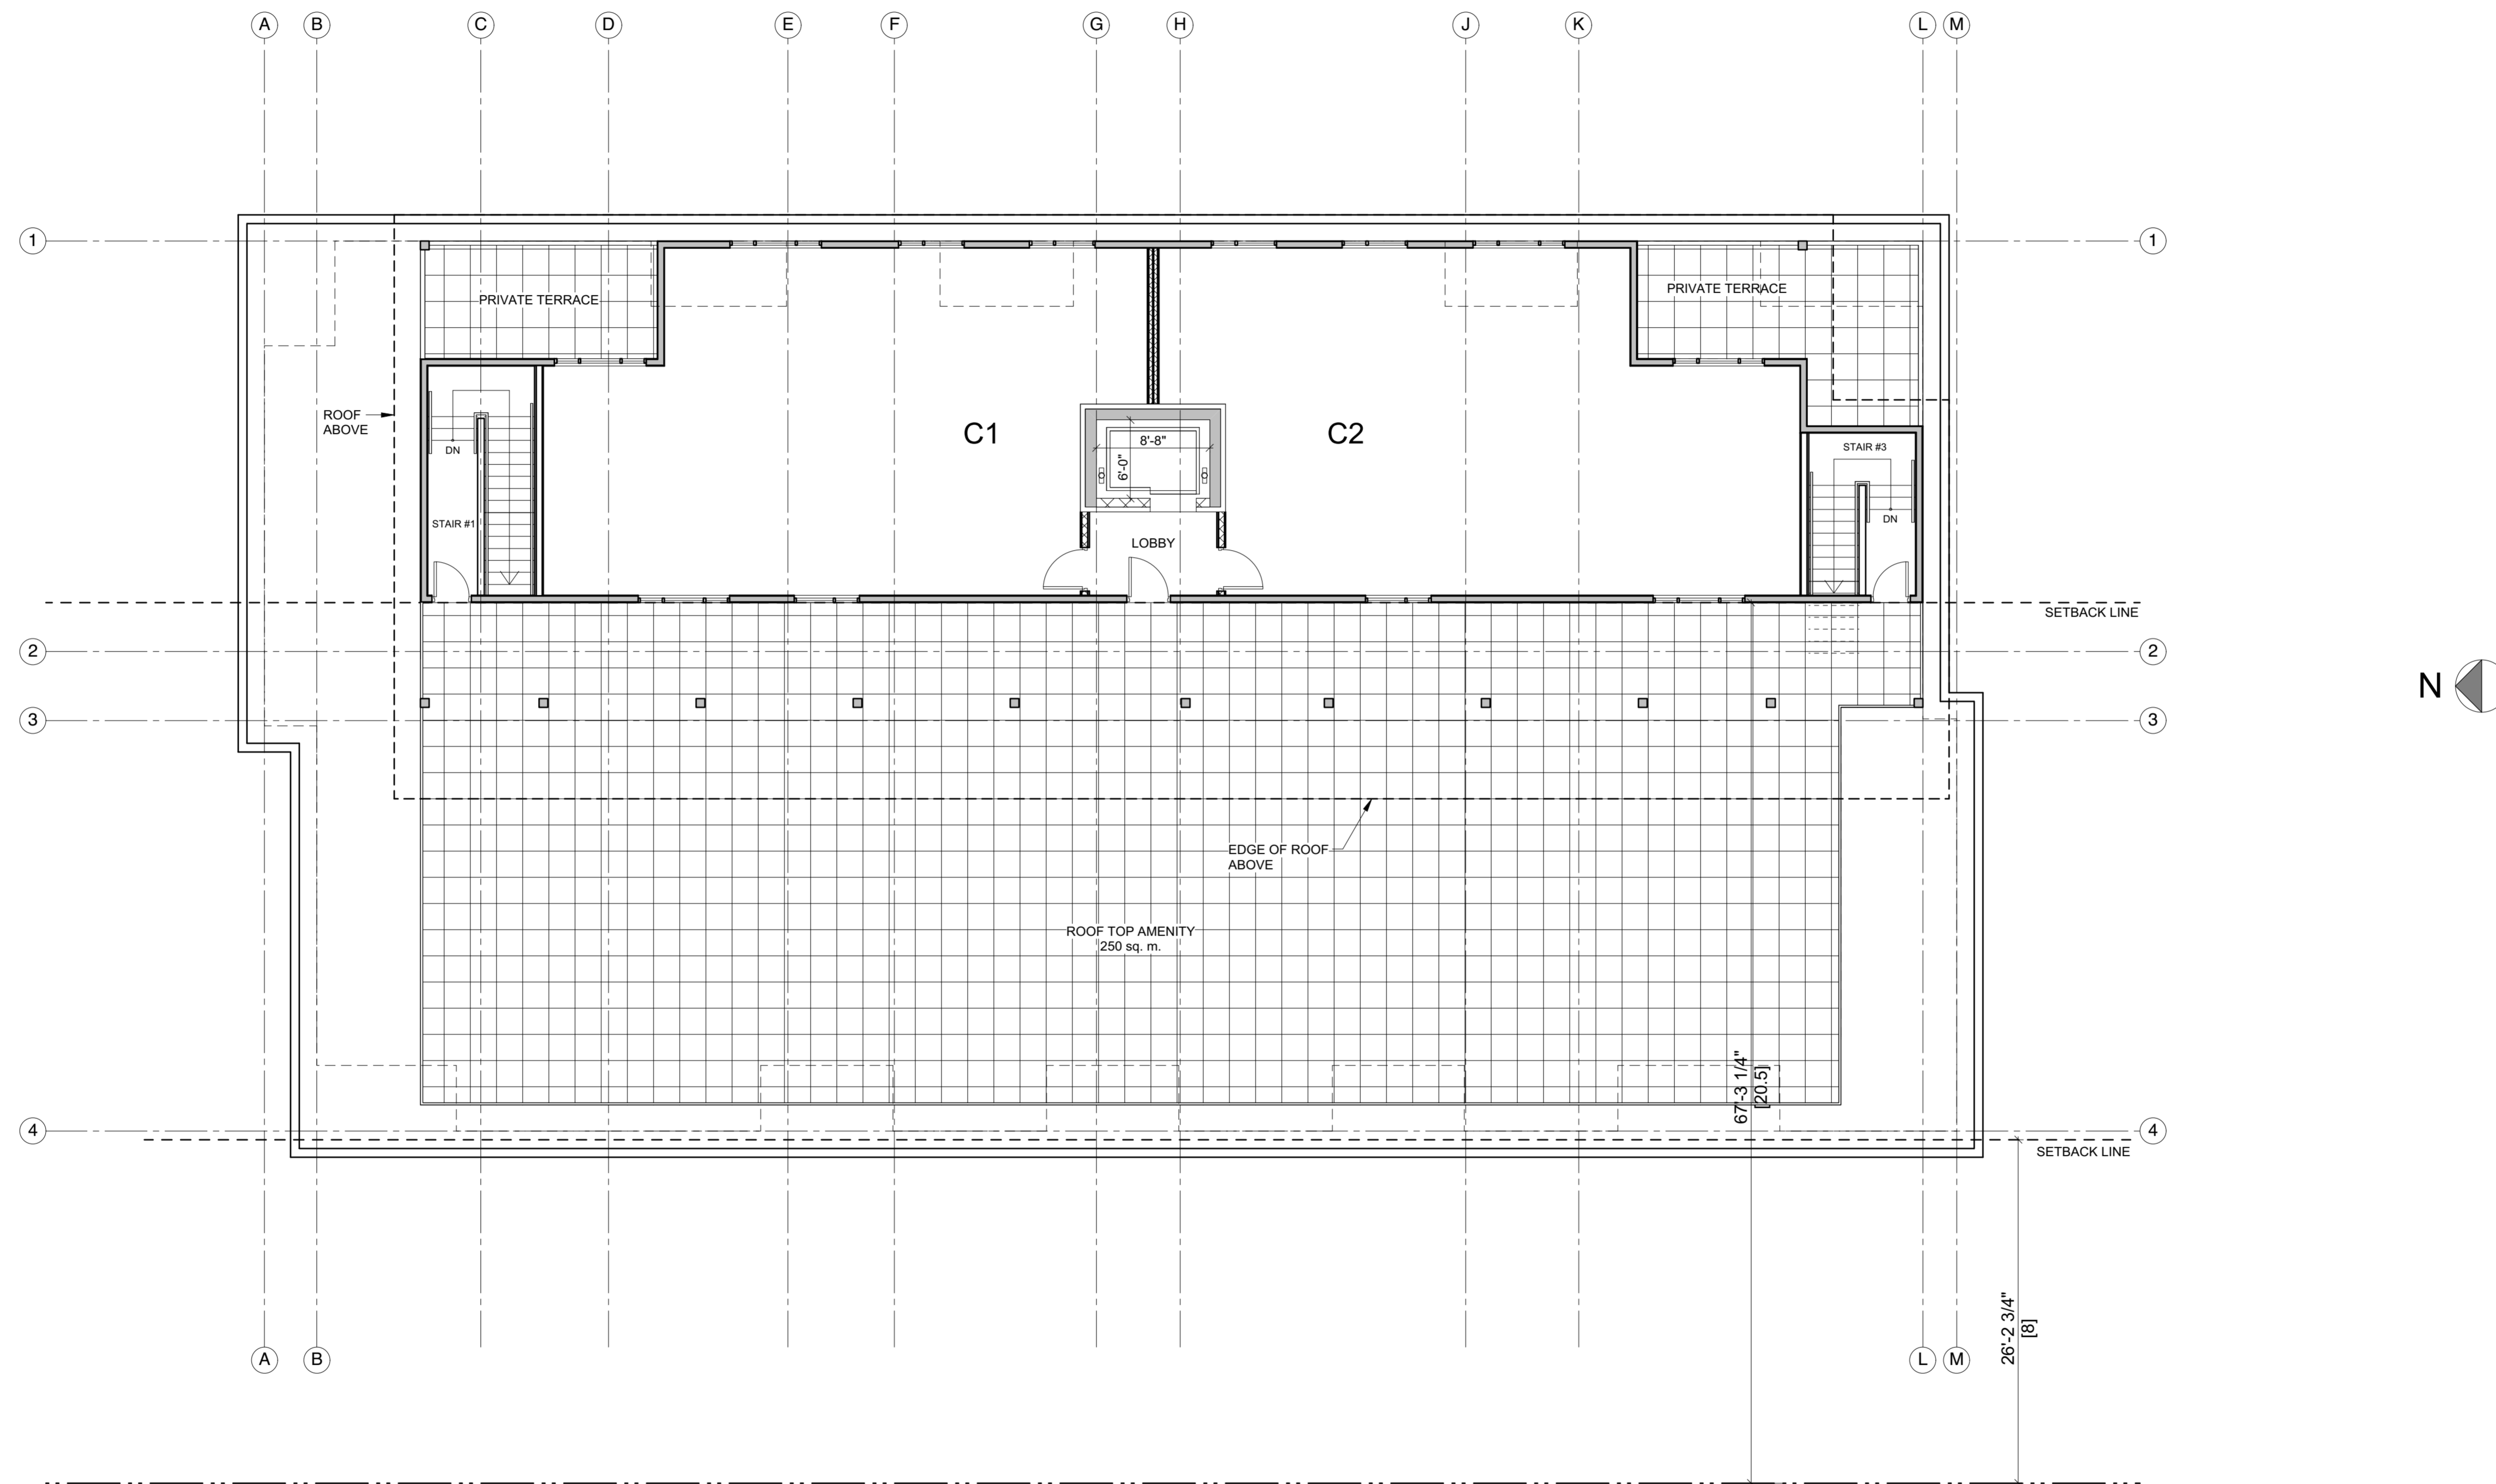 A B C D E F G H J K L M
1 1
PRIVATE TERRACE
PRIVATE TERRACE
ROOF
ABOVE
C1
C2
8'-8"
6'-0"
DN
STAIR #1
STAIR #3
DN
LOBBY
SETBACK LINE
2 2
N
3 3
EDGE OF ROOF
ABOVE
ROOF TOP AMENITY
250 sq. m.
67'-3 1/4"
[20.5]
4 4
SETBACK LINE
26'-2 3/4"
[8]
A B L M